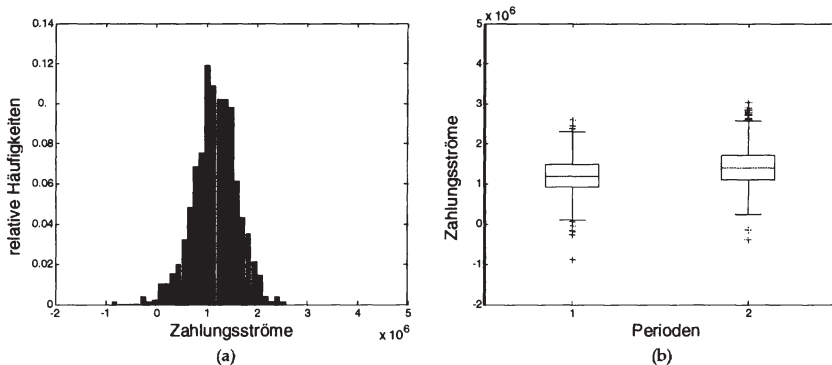 0.14
0.12
0.1
0.08
0.06
0.04
0.02
0
relative Häufigkeiten
-2 -1 0 1 2 3 4 5
x 10^6
Zahlungsströme
(a)
x 10^6
5
4
3
2
1
0
-1
-2
Zahlungsströme
1 2
Perioden
(b)